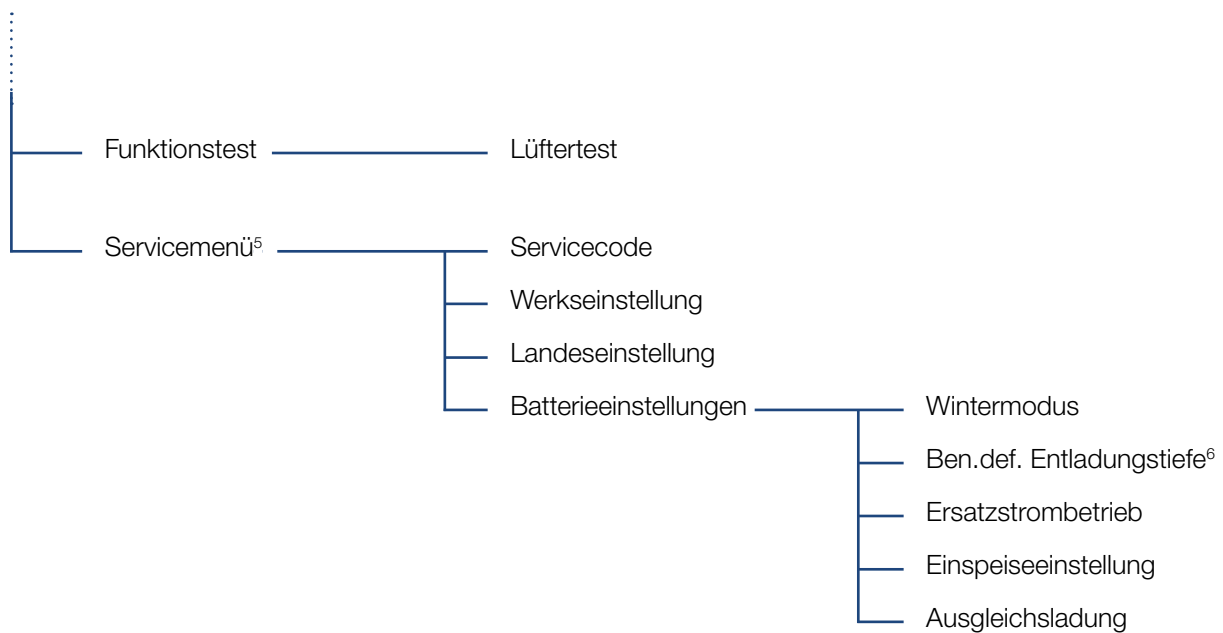 Funktionstest Lüftertest
Servicemenü⁵ Servicecode
Werkseinstellung
Landeseinstellung
Batterieeinstellungen Wintermodus
Ben.def. Entladungstiefe⁶
Ersatzstrombetrieb
Einspeiseeinstellung
Ausgleichsladung